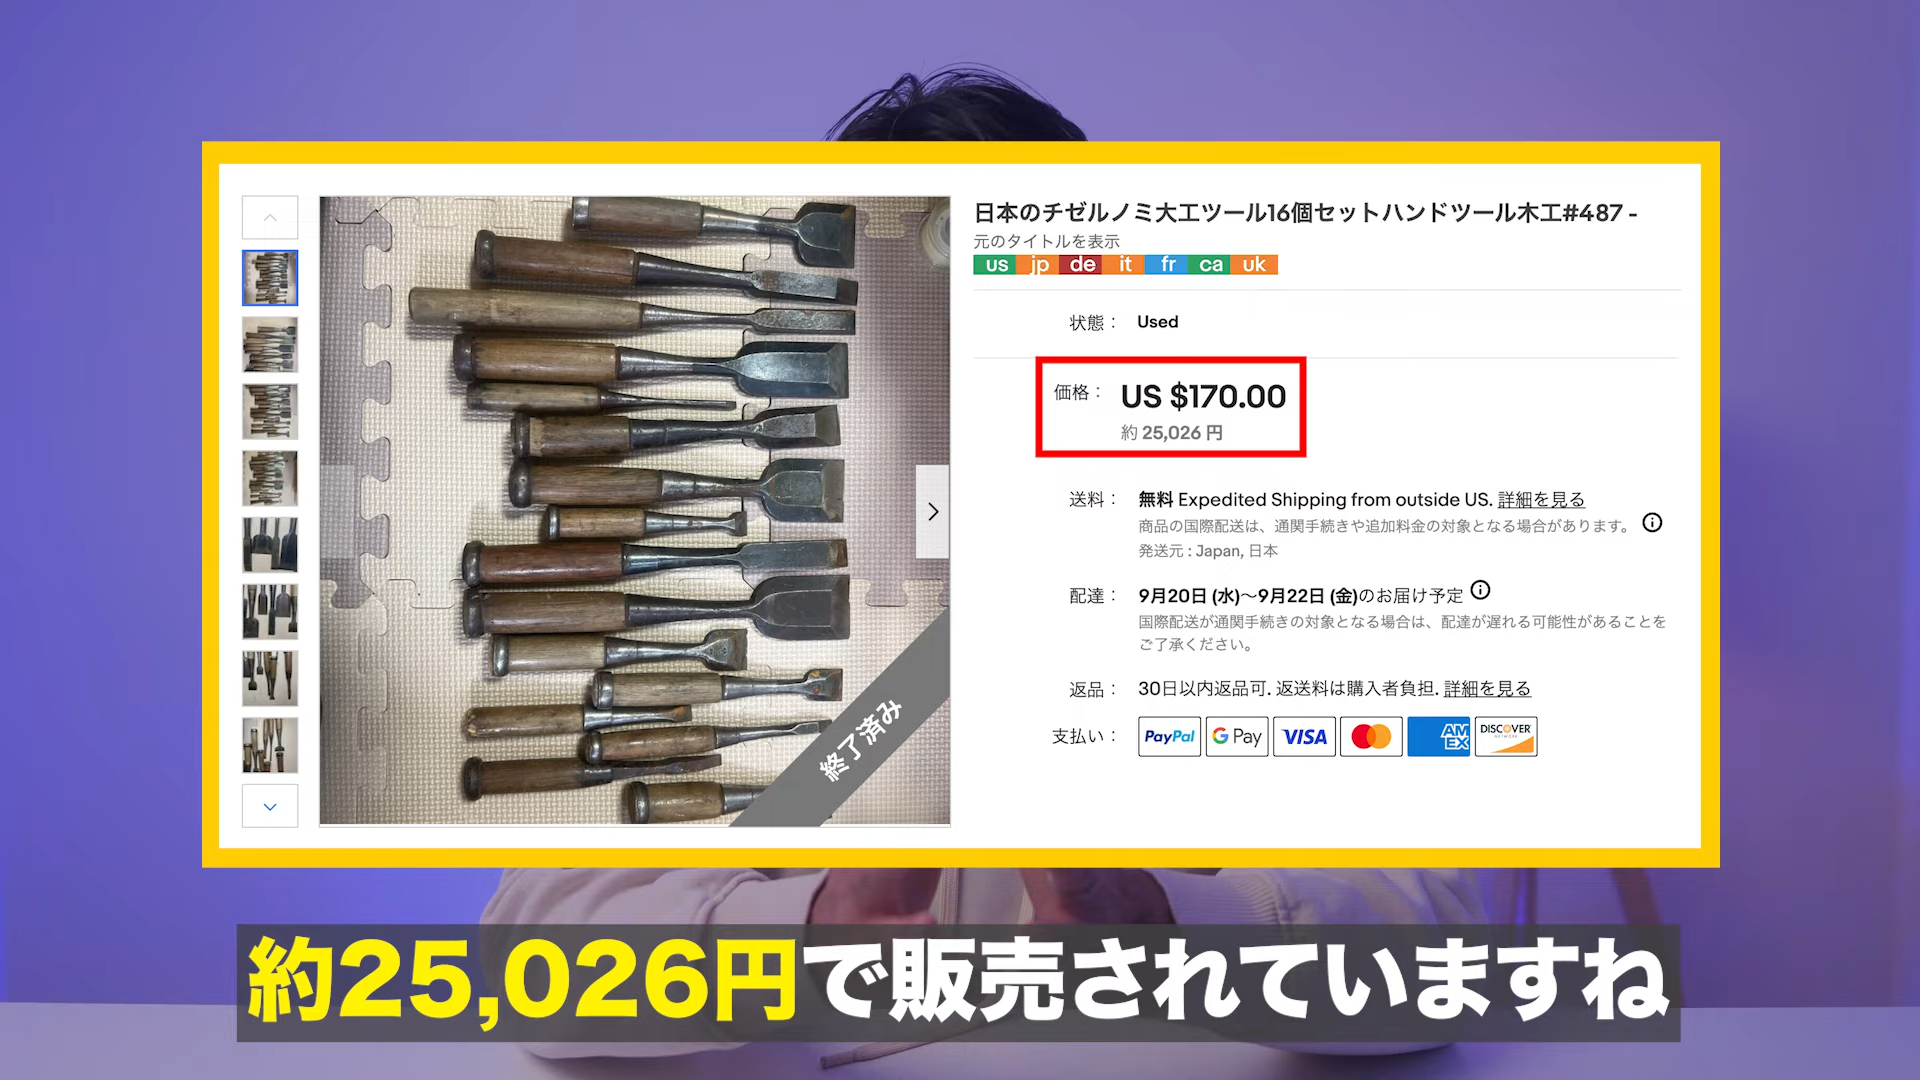 日本のチゼルノミ大工ツール16個セットハンドツール木工#487 -
元のタイトルを表示
us jp de it fr ca uk
状態： Used
価格： US $170.00
約 25,026 円
送料： 無料 Expedited Shipping from outside US. 詳細を見る
商品の国際配送は、通関手続きや追加料金の対象となる場合があります。
発送元 : Japan, 日本
配達： 9月20日 (水)〜9月22日 (金)のお届け予定
国際配送が通関手続きの対象となる場合は、配達が遅れる可能性があることを
ご了承ください。
返品： 30日以内返品可. 返送料は購入者負担. 詳細を見る
支払い： PayPal G Pay VISA AM EX DISCOVER NETWORK
終了済み
約25,026円で販売されていますね